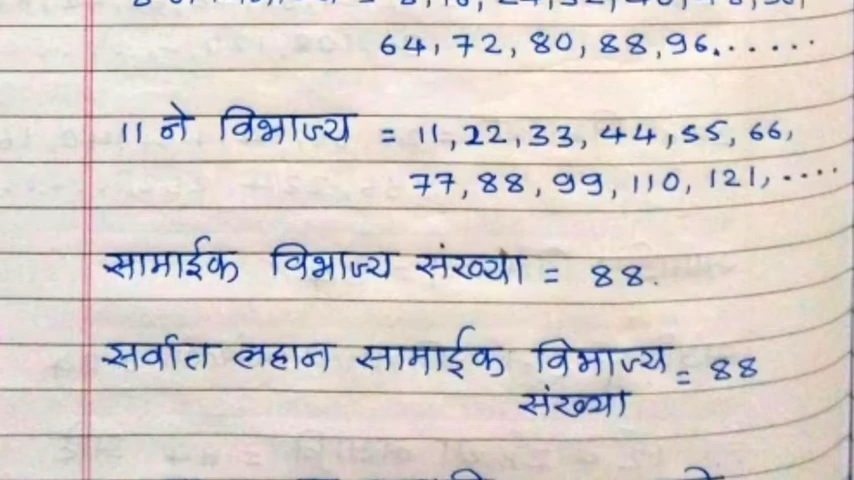 64, 72, 80, 88, 96......
11 ने विभाज्य = 11, 22, 33, 44, 55, 66,
77, 88, 99, 110, 121, ....
सामाईक विभाज्य संख्या = 88.
सर्वात लहान सामाईक विभाज्य = 88
संख्या